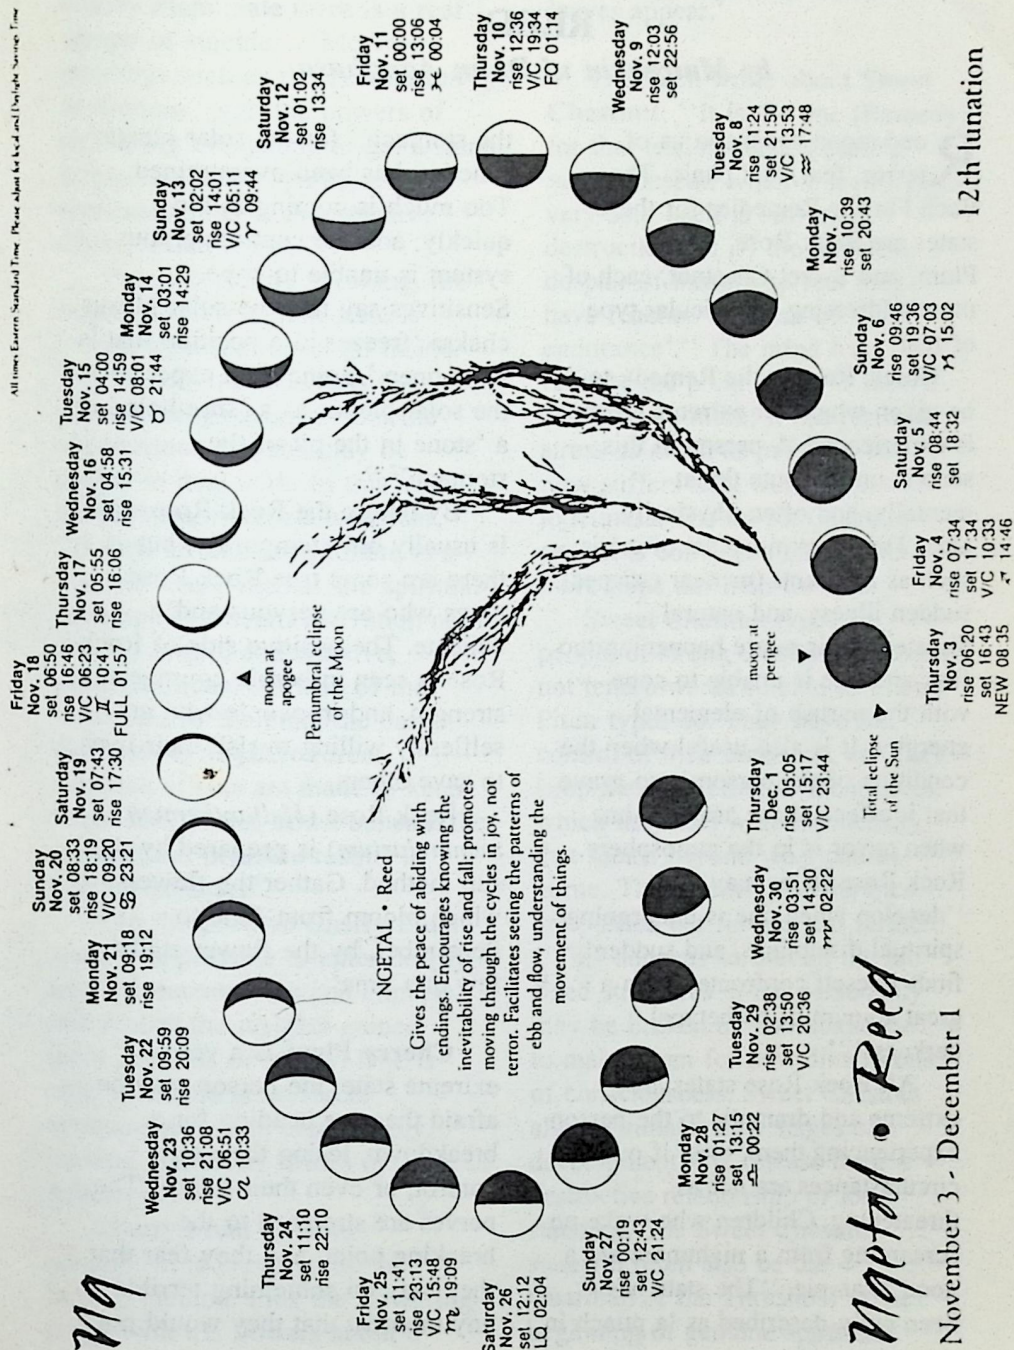 All times Eastern Standard Time Please adjust for local and Daylight Savings Time
Ng
Thursday
Nov. 3
rise 06:20
set 16:43
NEW 08:35
Friday
Nov. 4
rise 07:34
set 17:34
V/C 10:33
♐ 14:46
Saturday
Nov. 5
rise 08:44
set 18:32
Sunday
Nov. 6
rise 09:46
set 19:36
V/C 07:03
♑ 15:02
Monday
Nov. 7
rise 10:39
set 20:43
Tuesday
Nov. 8
rise 11:24
set 21:50
V/C 13:53
♒ 17:48
Wednesday
Nov. 9
rise 12:03
set 22:56
Thursday
Nov. 10
rise 12:36
V/C 19:34
FQ 01:14
Friday
Nov. 11
set 00:00
rise 13:06
♓ 00:04
Saturday
Nov. 12
set 01:02
rise 13:34
Sunday
Nov. 13
set 02:02
rise 14:01
V/C 05:11
♈ 09:44
Monday
Nov. 14
set 03:01
rise 14:29
Tuesday
Nov. 15
set 04:00
rise 14:59
V/C 08:01
♉ 21:44
Wednesday
Nov. 16
set 04:58
rise 15:31
Thursday
Nov. 17
set 05:55
rise 16:06
Friday
Nov. 18
set 06:50
rise 16:46
V/C 06:23
♊ 10:41
FULL 01:57
Saturday
Nov. 19
set 07:43
rise 17:30
Sunday
Nov. 20
set 08:33
rise 18:19
V/C 09:20
♋ 23:21
Monday
Nov. 21
set 09:18
rise 19:12
Tuesday
Nov. 22
set 09:59
rise 20:09
Wednesday
Nov. 23
set 10:36
rise 21:08
V/C 06:51
♌ 10:33
Thursday
Nov. 24
set 11:10
rise 22:10
Friday
Nov. 25
set 11:41
rise 23:13
V/C 15:48
♍ 19:09
Saturday
Nov. 26
set 12:12
LQ 02:04
Sunday
Nov. 27
rise 00:19
set 12:43
V/C 21:24
Monday
Nov. 28
rise 01:27
set 13:15
♎ 00:22
Tuesday
Nov. 29
rise 02:38
set 13:50
V/C 20:36
Wednesday
Nov. 30
rise 03:51
set 14:30
♏ 02:22
Thursday
Dec. 1
rise 05:05
set 15:17
V/C 23:44
moon at
apogee
Penumbral eclipse
of the Moon
NGETAL • Reed
Gives the peace of abiding with
endings. Encourages knowing the
inevitability of rise and fall; promotes
moving through the cycles in joy, not
terror. Facilitates seeing the patterns of
ebb and flow, understanding the
movement of things.
moon at
perigee
Total eclipse
of the Sun
Ngetal • Reed
November 3 - December 1
12th lunation